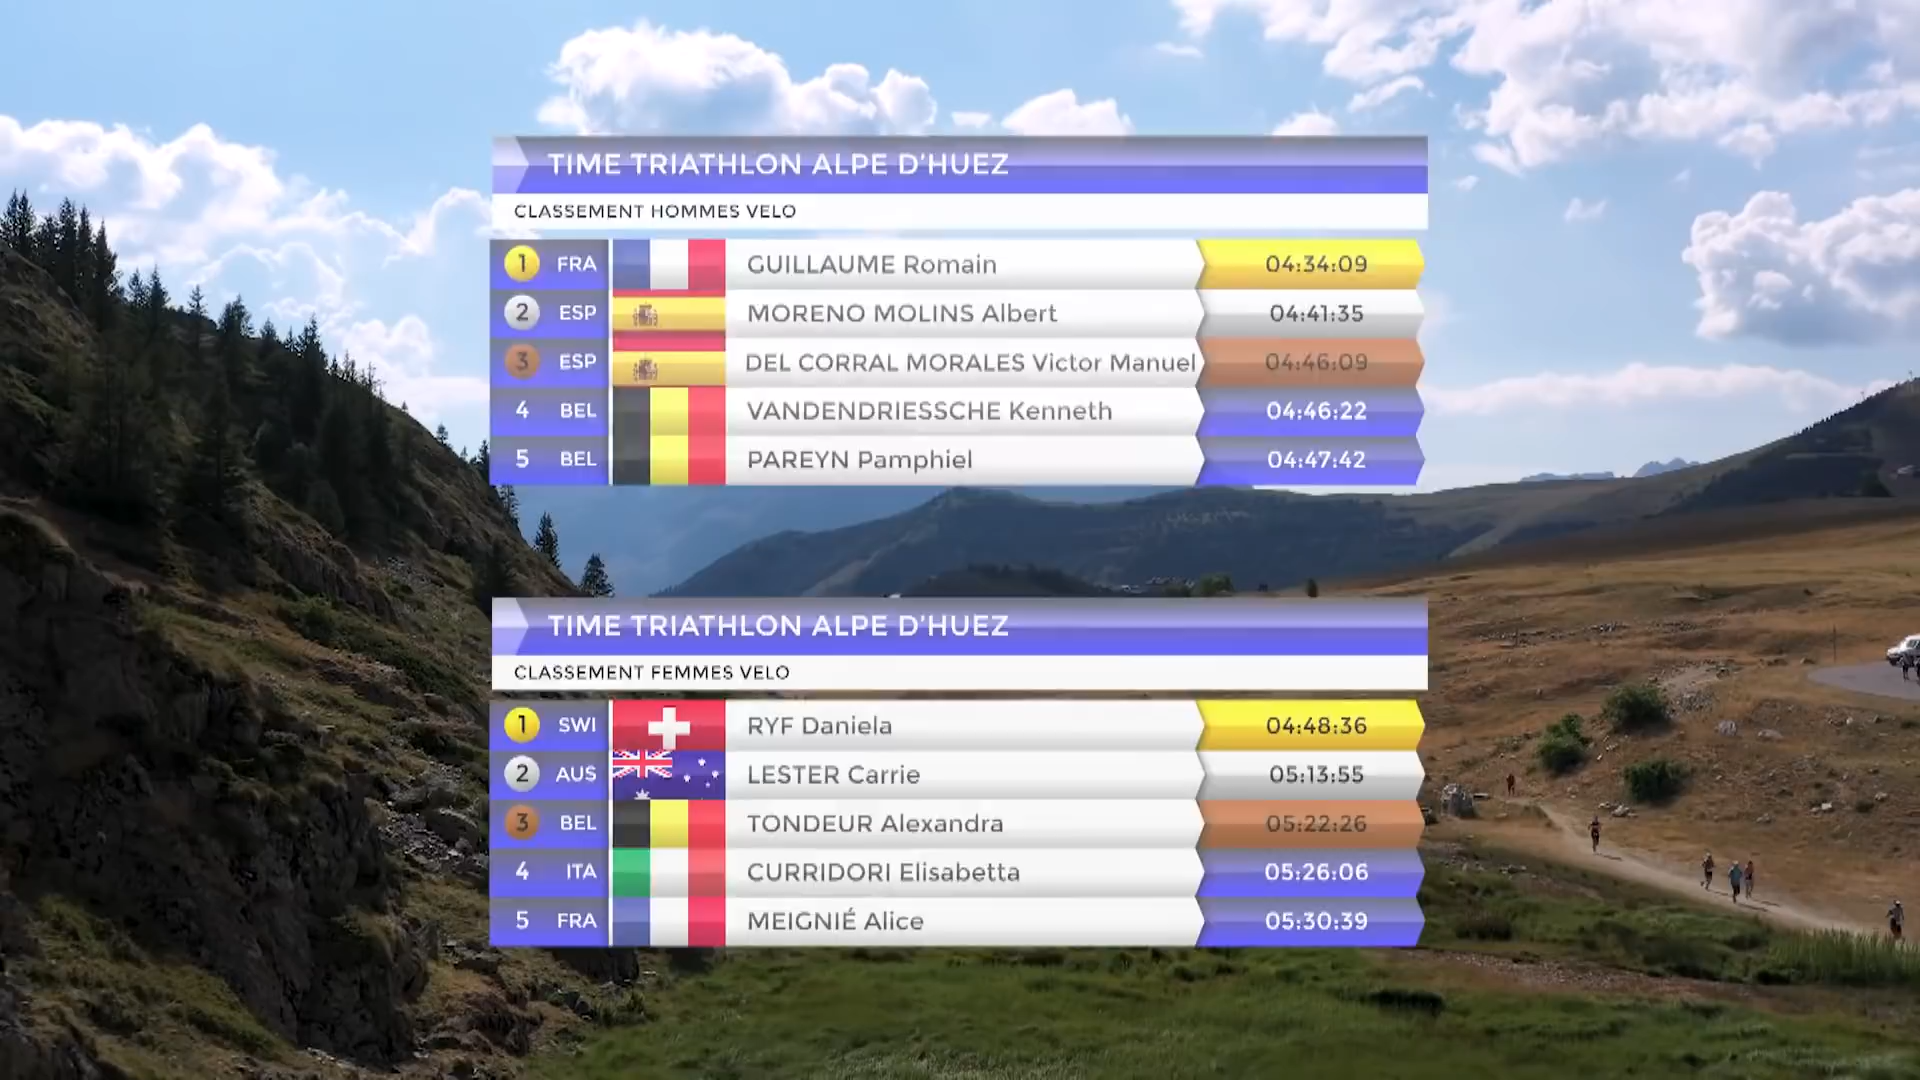 TIME TRIATHLON ALPE D'HUEZ
CLASSEMENT HOMMES VELO
1 FRA GUILLAUME Romain 04:34:09
2 ESP MORENO MOLINS Albert 04:41:35
3 ESP DEL CORRAL MORALES Victor Manuel 04:46:09
4 BEL VANDENDRIESSCHE Kenneth 04:46:22
5 BEL PAREYN Pamphiel 04:47:42
TIME TRIATHLON ALPE D'HUEZ
CLASSEMENT FEMMES VELO
1 SWI RYF Daniela 04:48:36
2 AUS LESTER Carrie 05:13:55
3 BEL TONDEUR Alexandra 05:22:26
4 ITA CURRIDORI Elisabetta 05:26:06
5 FRA MEIGNIÉ Alice 05:30:39